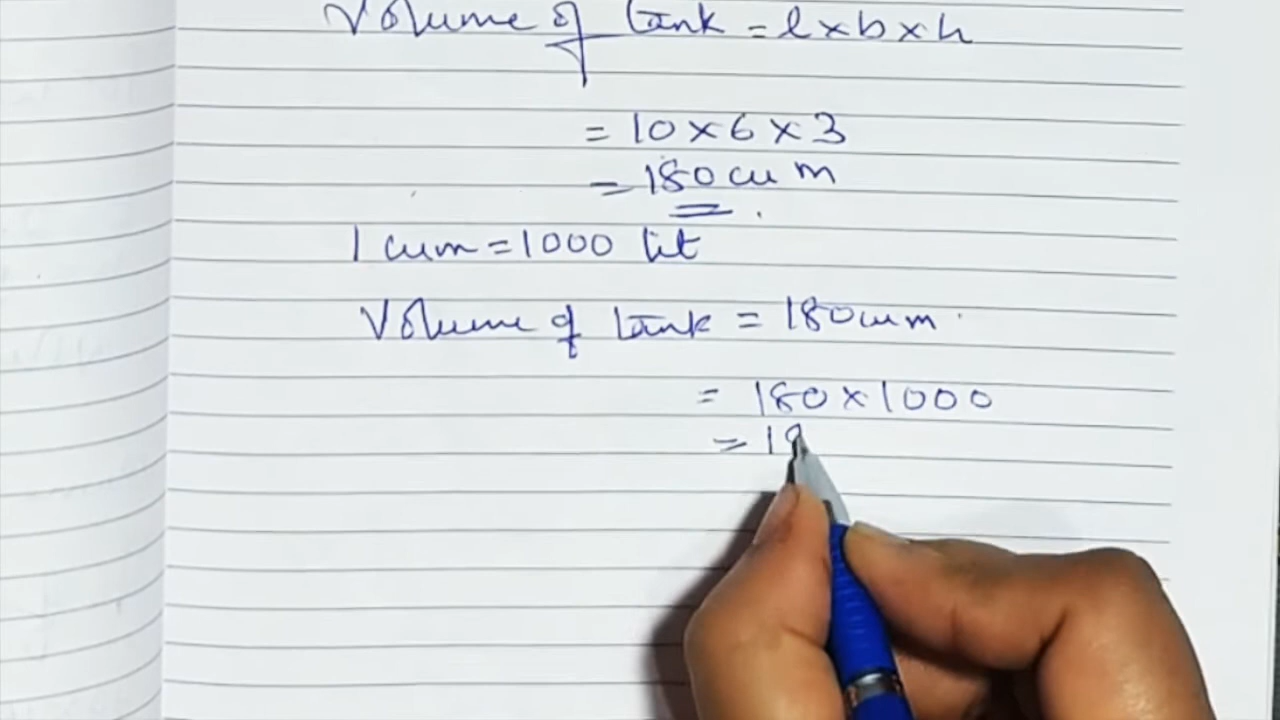 Volume of tank = l x b x h
= 10 x 6 x 3
= 180 cu m
1 cum = 1000 lit
Volume of tank = 180 cum
= 180 x 1000
= 18